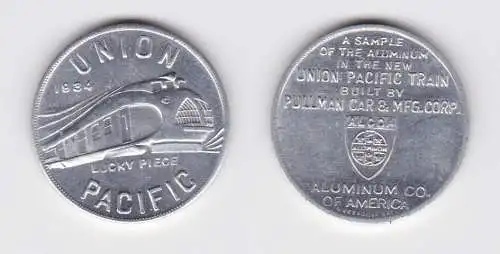 UNION
1934
LUCKY PIECE
PACIFIC
A SAMPLE
OF THE ALUMINUM
IN THE NEW
UNION PACIFIC TRAIN
BUILT BY
PULLMAN CAR & MFG. CORP.
ALCOA
ALUMINUM
ALUMINUM CO.
OF AMERICA